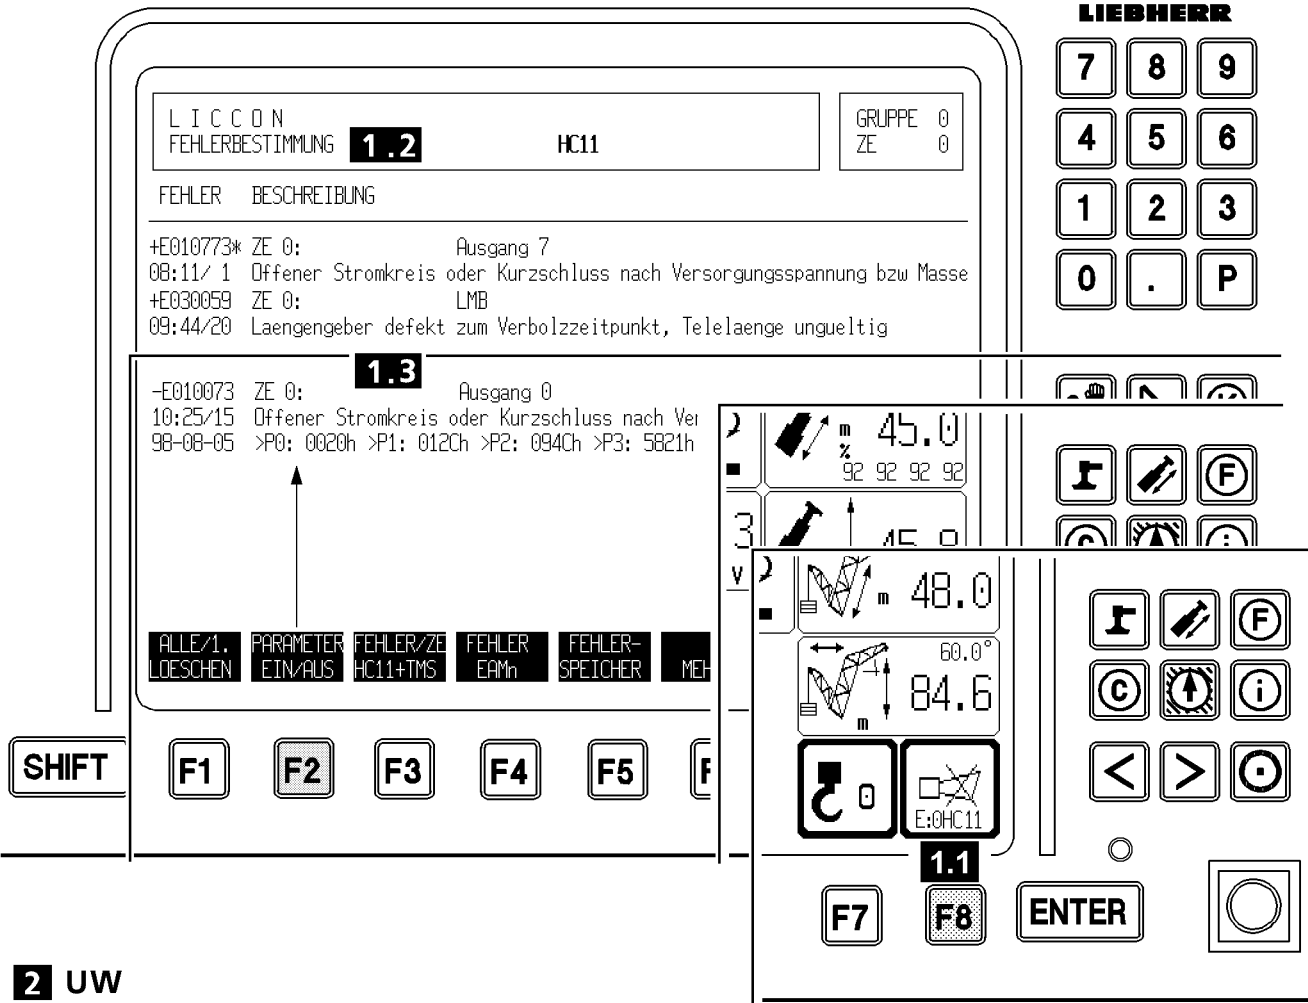 LIEBHERR
7 8 9
4 5 6
1 2 3
0 . P
LICCON
FEHLERBESTIMMUNG 1.2 HC11
GRUPPE 0
ZE 0
FEHLER BESCHREIBUNG
+E010773* ZE 0: Ausgang 7
08:11/ 1 Offener Stromkreis oder Kurzschluss nach Versorgungsspannung bzw Masse
+E030059 ZE 0: LMB
09:44/20 Laengengeber defekt zum Verbolzzeitpunkt, Telelaenge ungueltig
1.3
-E010073 ZE 0: Ausgang 0
10:25/15 Offener Stromkreis oder Kurzschluss nach
98-08-05 >P0: 0020h >P1: 012Ch >P2: 094Ch >P3: 5821h
m 45.0
%
92 92 92 92
F
3 45.8
C i
V
m 48.0
60.0°
84.6
m
F
C i
< >
0
E:0HC11
1.1
ALLE/1. LOESCHEN
PARAMETER EIN/AUS
FEHLER/ZE HC11+TMS
FEHLER EAMn
FEHLER-SPEICHER
MEH
SHIFT F1 F2 F3 F4 F5 F
F7 F8 ENTER
2 UW